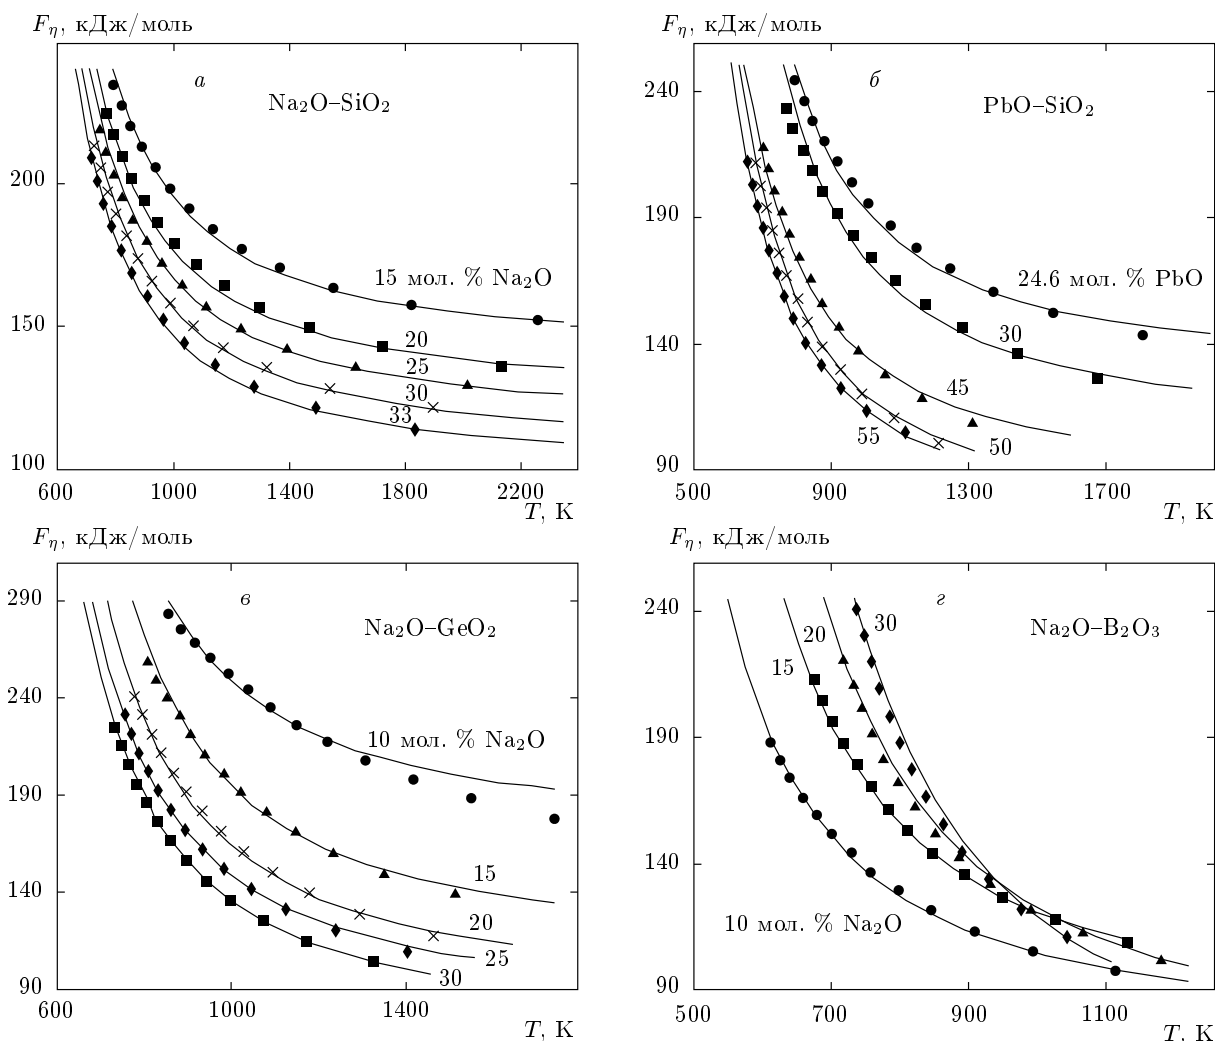 Fη, кДж/моль
а
Na2O–SiO2
200
150
100
15 мол. % Na2O
20
25
30
33
600 1000 1400 1800 2200
T, К
Fη, кДж/моль
б
PbO–SiO2
240
190
140
90
24.6 мол. % PbO
30
45
50
55
500 900 1300 1700
T, К
Fη, кДж/моль
в
Na2O–GeO2
290
240
190
140
90
10 мол. % Na2O
15
20
25
30
600 1000 1400
T, К
Fη, кДж/моль
г
Na2O–B2O3
240
190
140
90
30
20
15
10 мол. % Na2O
500 700 900 1100
T, К